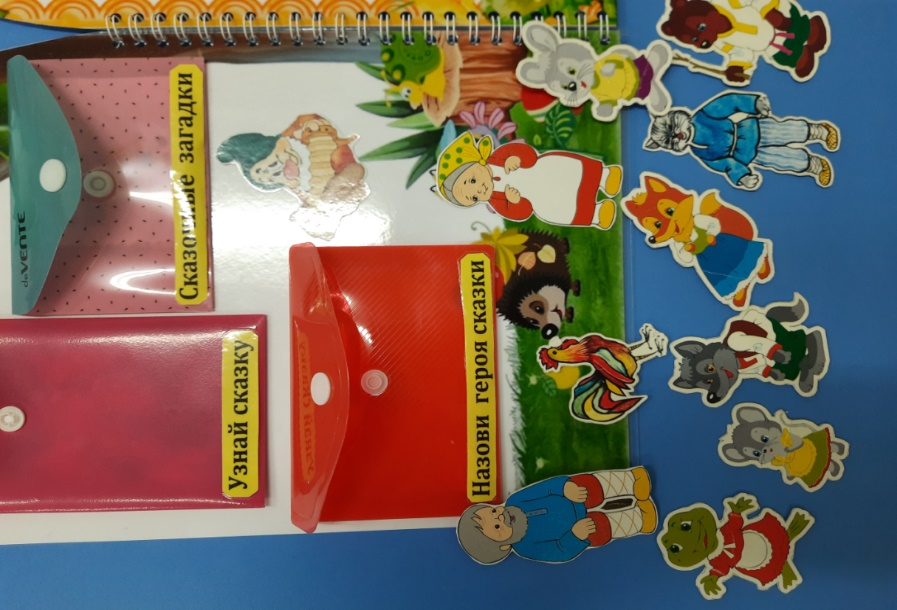 Сказочные загадки
deVENTE
Узнай сказку
Назови героя сказки